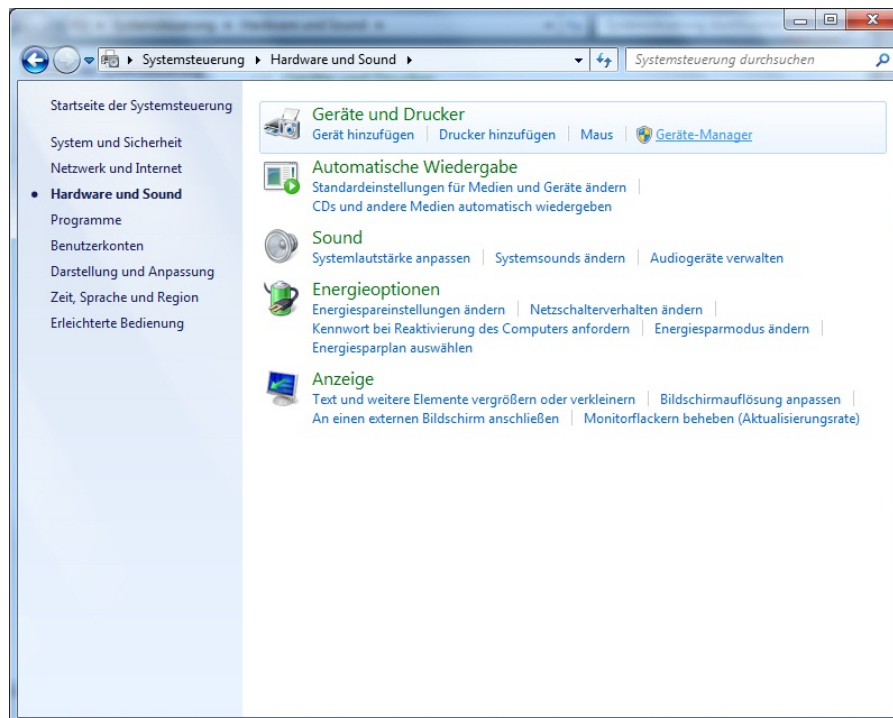 Systemsteuerung Hardware und Sound Systemsteuerung durchsuchen
Startseite der Systemsteuerung
System und Sicherheit
Netzwerk und Internet
Hardware und Sound
Programme
Benutzerkonten
Darstellung und Anpassung
Zeit, Sprache und Region
Erleichterte Bedienung
Geräte und Drucker
Gerät hinzufügen Drucker hinzufügen Maus Geräte-Manager
Automatische Wiedergabe
Standardeinstellungen für Medien und Geräte ändern
CDs und andere Medien automatisch wiedergeben
Sound
Systemlautstärke anpassen Systemsounds ändern Audiogeräte verwalten
Energieoptionen
Energiespareinstellungen ändern Netzschalterverhalten ändern
Kennwort bei Reaktivierung des Computers anfordern Energiesparmodus ändern
Energiesparplan auswählen
Anzeige
Text und weitere Elemente vergrößern oder verkleinern Bildschirmauflösung anpassen
An einen externen Bildschirm anschließen Monitorflackern beheben (Aktualisierungsrate)